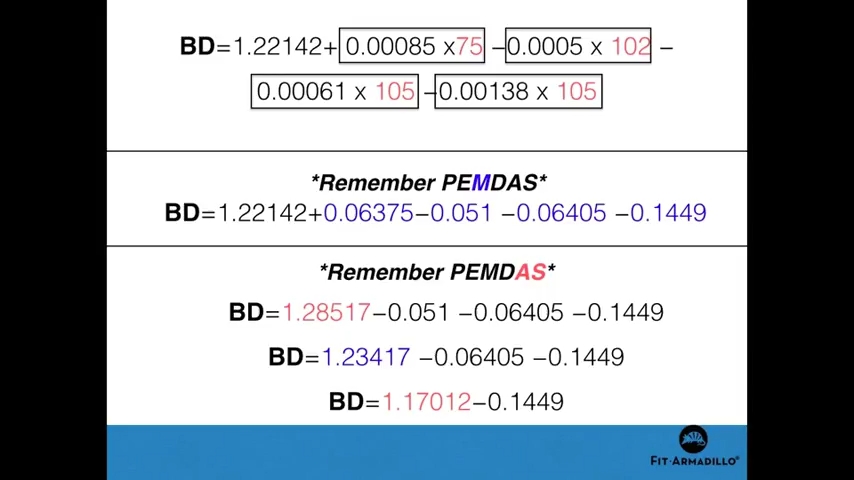 BD=1.22142+ 0.00085 x75 –0.0005 x 102 –
0.00061 x 105 –0.00138 x 105
*Remember PEMDAS*
BD=1.22142+0.06375–0.051 –0.06405 –0.1449
*Remember PEMDAS*
BD=1.28517–0.051 –0.06405 –0.1449
BD=1.23417 –0.06405 –0.1449
BD=1.17012–0.1449
FIT·ARMADILLO®